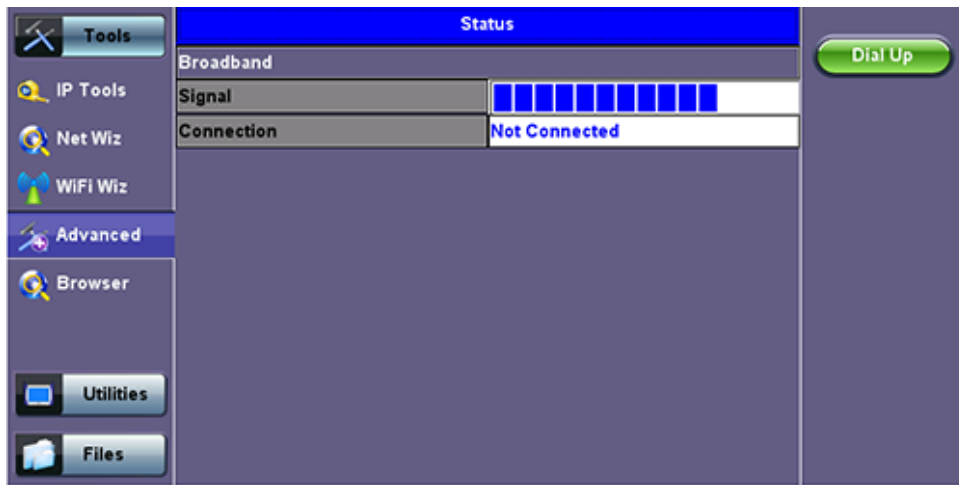 Tools
IP Tools
Net Wiz
WiFi Wiz
Advanced
Browser
Utilities
Files
Status
Broadband
Signal
Connection Not Connected
Dial Up